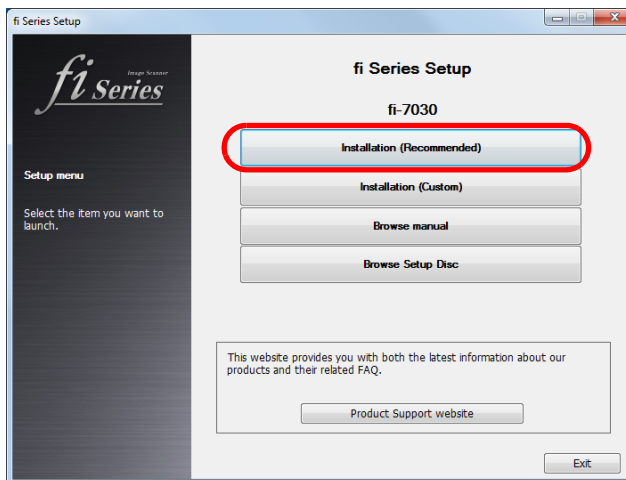 fi Series Setup
fi Series
Image Scanner
Setup menu
Select the item you want to
launch.
fi Series Setup
fi-7030
Installation (Recommended)
Installation (Custom)
Browse manual
Browse Setup Disc
This website provides you with both the latest information about our
products and their related FAQ.
Product Support website
Exit